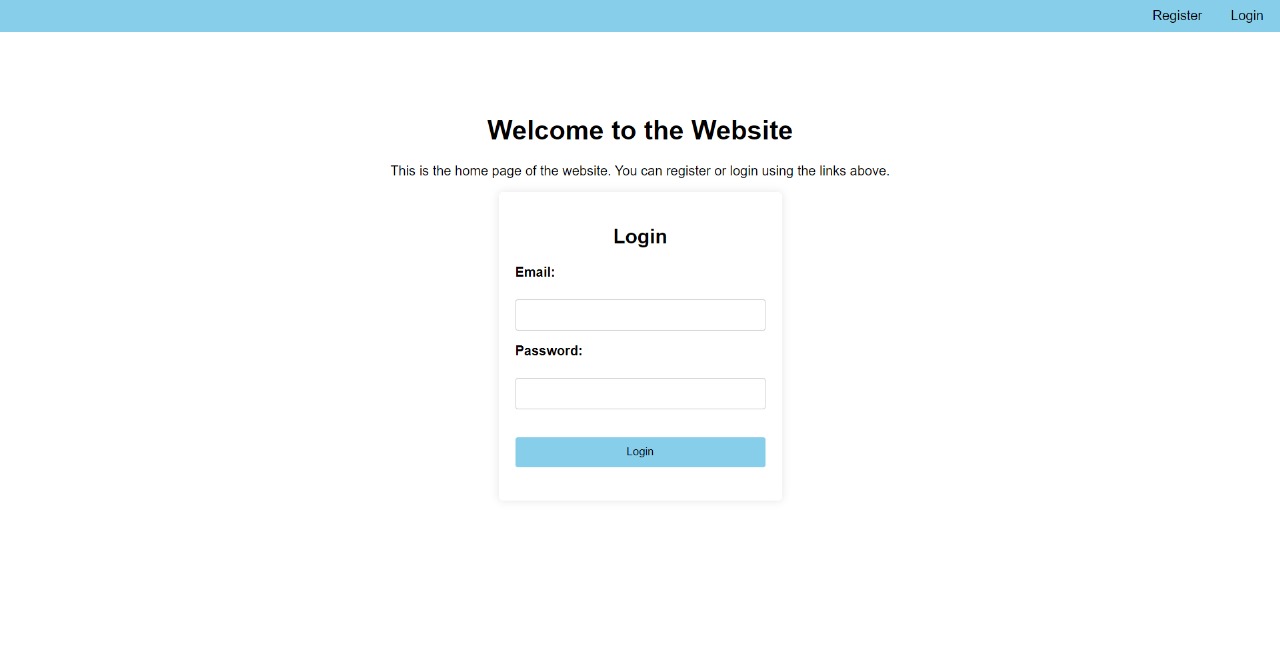 Register Login
Welcome to the Website
This is the home page of the website. You can register or login using the links above.
Login
Email:
Password:
Login